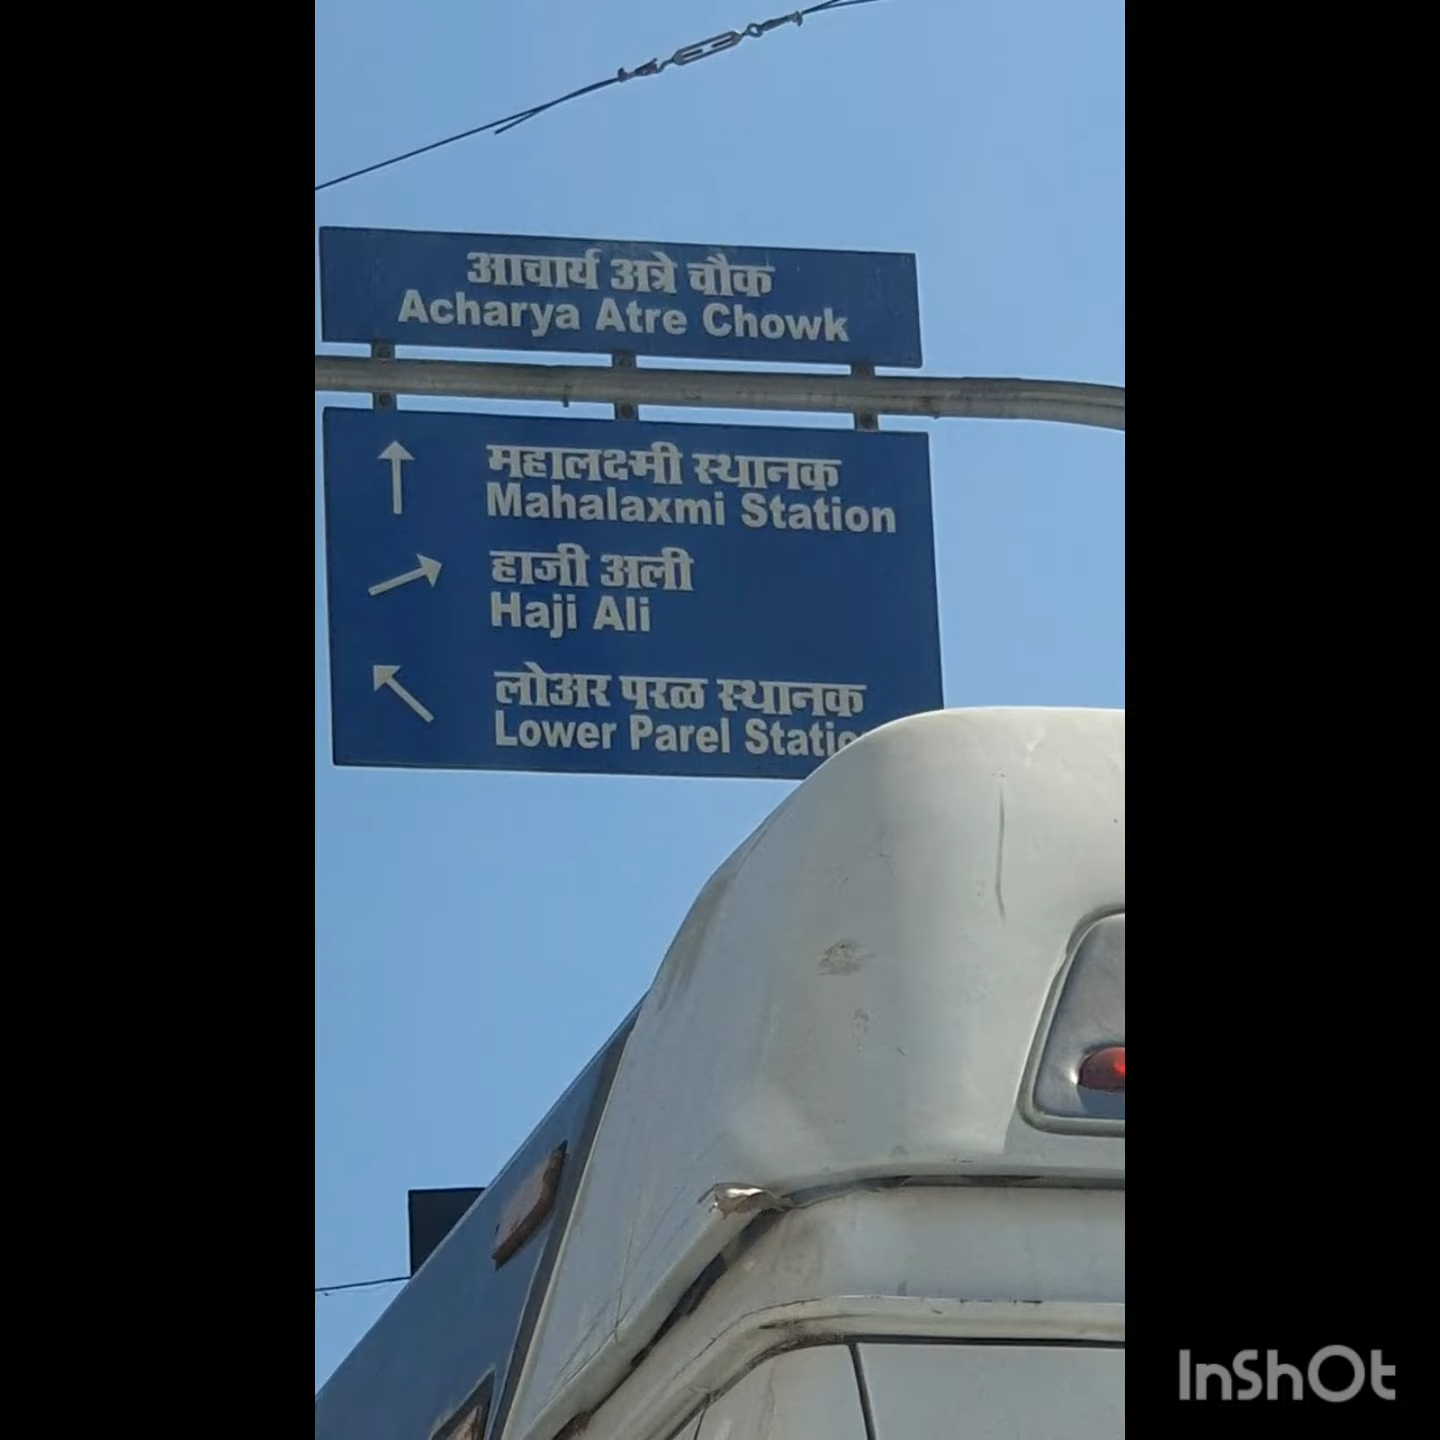 आचार्य अत्रे चौक
Acharya Atre Chowk
महालक्ष्मी स्थानक
Mahalaxmi Station
हाजी अली
Haji Ali
लोअर परळ स्थानक
Lower Parel Statio
InShOt